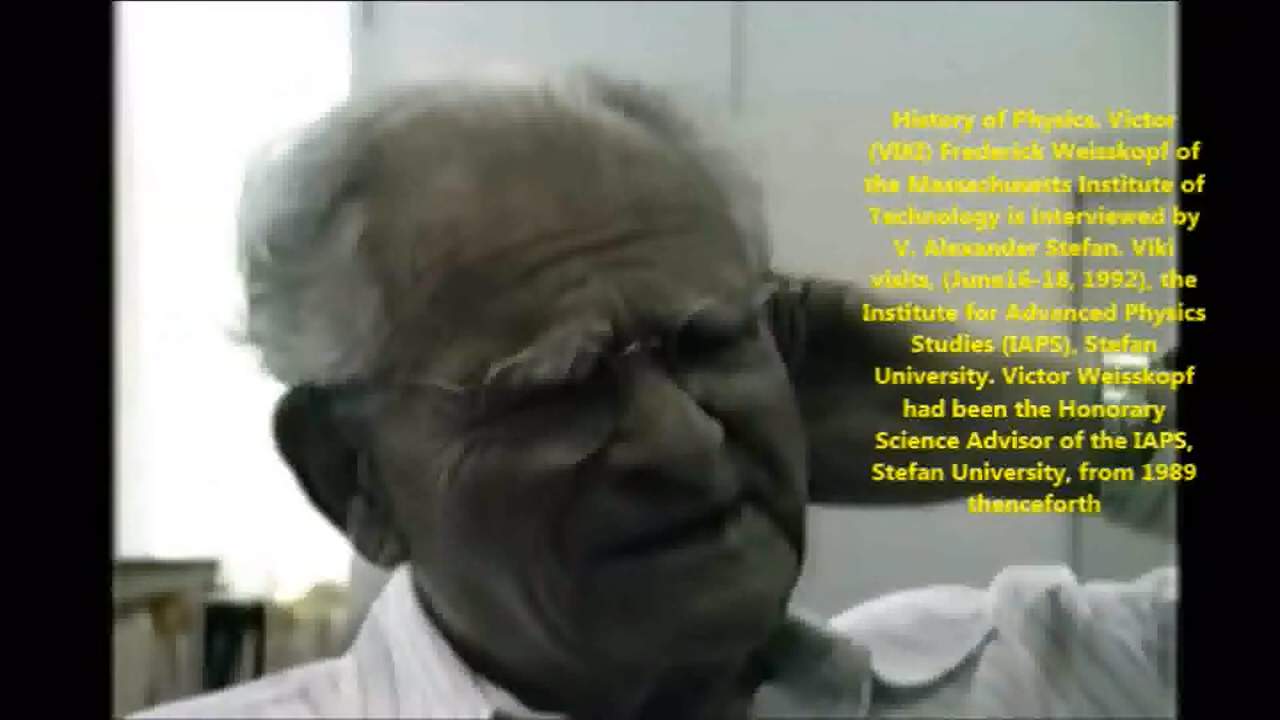 History of Physics. Victor
(VIKI) Frederick Weisskopf of
the Massachusetts Institute of
Technology is interviewed by
V. Alexander Stefan. Viki
visits, (June16-18, 1992), the
Institute for Advanced Physics
Studies (IAPS), Stefan
University. Victor Weisskopf
had been the Honorary
Science Advisor of the IAPS,
Stefan University, from 1989
thenceforth